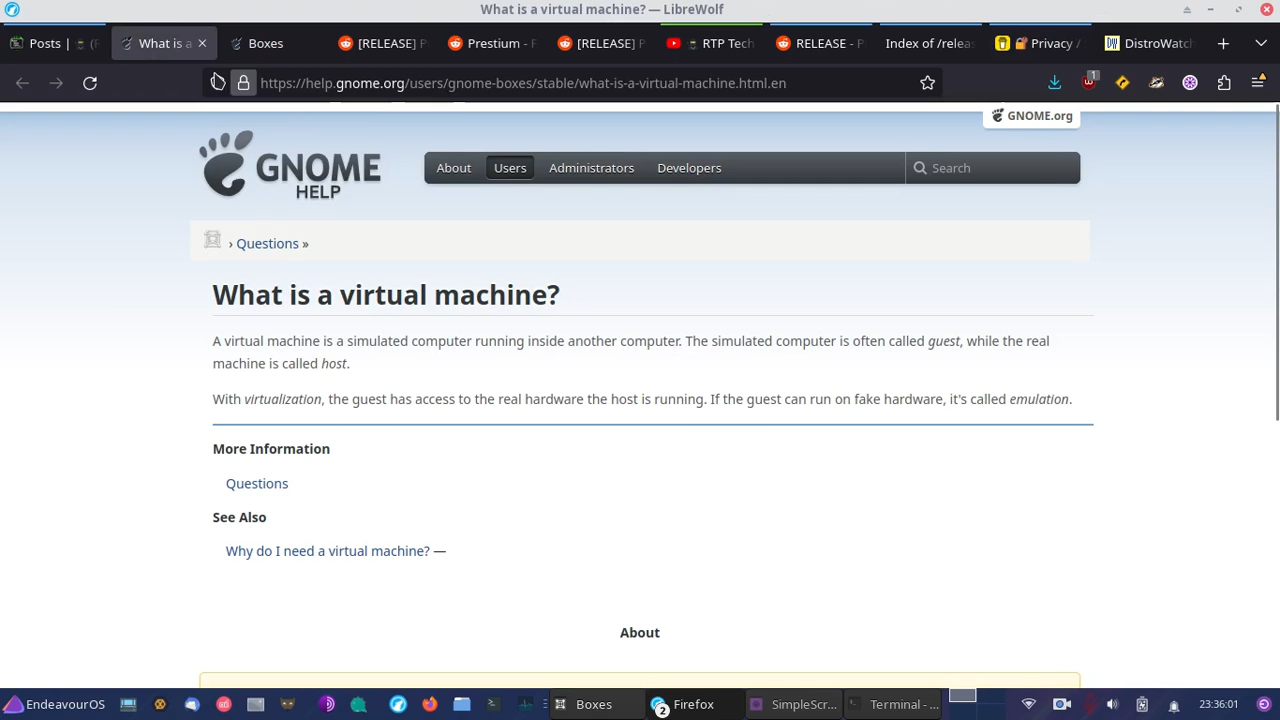 What is a virtual machine? — LibreWolf
Posts | (F
What is a
Boxes
[RELEASE] P
Prestium - F
[RELEASE] P
RTP Tech
RELEASE - P
Index of /relea
Privacy /
DistroWatch
https://help.gnome.org/users/gnome-boxes/stable/what-is-a-virtual-machine.html.en
1
GNOME.org
GNOME
HELP
About Users Administrators Developers
Search
› Questions »
What is a virtual machine?
A virtual machine is a simulated computer running inside another computer. The simulated computer is often called guest, while the real
machine is called host.
With virtualization, the guest has access to the real hardware the host is running. If the guest can run on fake hardware, it's called emulation.
More Information
Questions
See Also
Why do I need a virtual machine? —
About
EndeavourOS
Boxes
2
Firefox
SimpleScr...
Terminal - ...
23:36:01